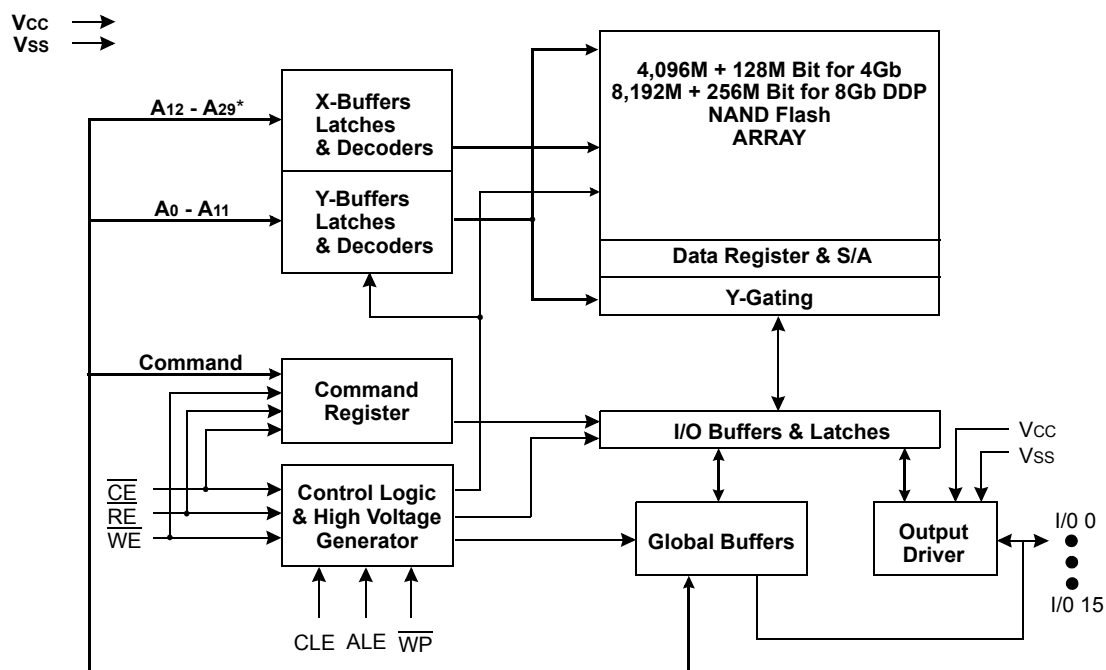 VCC
VSS
A12 - A29*
X-Buffers
Latches
& Decoders
4,096M + 128M Bit for 4Gb
8,192M + 256M Bit for 8Gb DDP
NAND Flash
ARRAY
A0 - A11
Y-Buffers
Latches
& Decoders
Data Register & S/A
Y-Gating
Command
Command
Register
I/O Buffers & Latches
VCC
VSS
CE
RE
WE
Control Logic
& High Voltage
Generator
Global Buffers
Output
Driver
I/0 0
I/0 15
CLE
ALE
WP